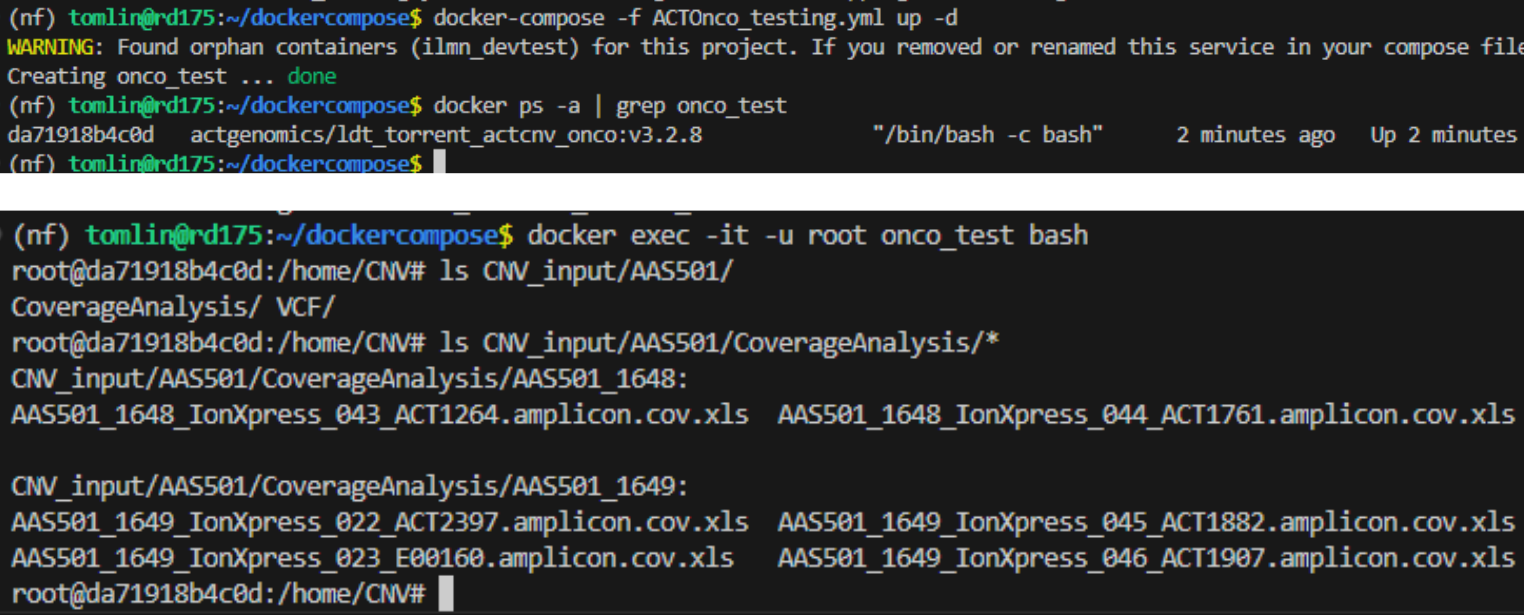 (nf) tomlin@rd175:~/dockercompose$ docker-compose -f ACTOnco_testing.yml up -d
WARNING: Found orphan containers (ilmn_devtest) for this project. If you removed or renamed this service in your compose file
Creating onco_test ... done
(nf) tomlin@rd175:~/dockercompose$ docker ps -a | grep onco_test
da71918b4c0d actgenomics/ldt_torrent_actcnv_onco:v3.2.8 "/bin/bash -c bash" 2 minutes ago Up 2 minutes
(nf) tomlin@rd175:~/dockercompose$
(nf) tomlin@rd175:~/dockercompose$ docker exec -it -u root onco_test bash
root@da71918b4c0d:/home/CNV# ls CNV_input/AAS501/
CoverageAnalysis/ VCF/
root@da71918b4c0d:/home/CNV# ls CNV_input/AAS501/CoverageAnalysis/*
CNV_input/AAS501/CoverageAnalysis/AAS501_1648:
AAS501_1648_IonXpress_043_ACT1264.amplicon.cov.xls AAS501_1648_IonXpress_044_ACT1761.amplicon.cov.xls
CNV_input/AAS501/CoverageAnalysis/AAS501_1649:
AAS501_1649_IonXpress_022_ACT2397.amplicon.cov.xls AAS501_1649_IonXpress_045_ACT1882.amplicon.cov.xls
AAS501_1649_IonXpress_023_E00160.amplicon.cov.xls AAS501_1649_IonXpress_046_ACT1907.amplicon.cov.xls
root@da71918b4c0d:/home/CNV#